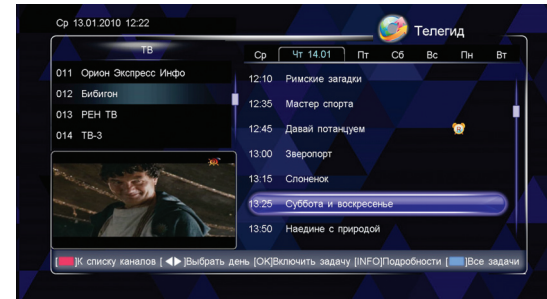 Ср 13.01.2010 12:22
Телегид
ТВ
011 Орион Экспресс Инфо
012 Бибигон
013 РЕН ТВ
014 ТВ-3
Ср Чт 14.01 Пт Сб Вс Пн Вт
12:10 Римские загадки
12:35 Мастер спорта
12:45 Давай потанцуем
13:00 Зверопорт
13:15 Слоненок
13:25 Суббота и воскресенье
13:50 Наедине с природой
[ ]К списку каналов [◄►]Выбрать день [OK]Включить задачу [INFO]Подробности [ ]Все задачи